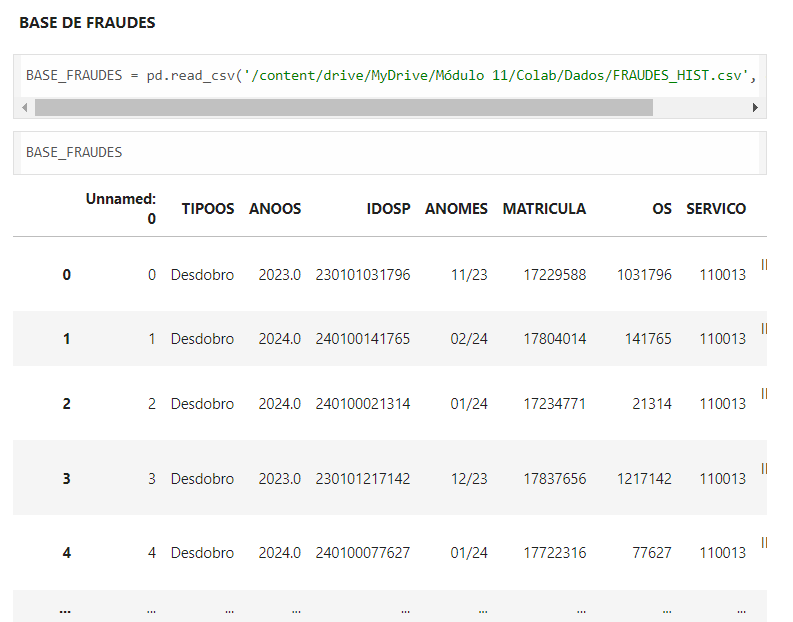 BASE DE FRAUDES
BASE_FRAUDES = pd.read_csv('/content/drive/MyDrive/Módulo 11/Colab/Dados/FRAUDES_HIST.csv',
BASE_FRAUDES
Unnamed: 0 TIPOOS ANOOS IDOSP ANOMES MATRICULA OS SERVICO
0 0 Desdobro 2023.0 230101031796 11/23 17229588 1031796 110013
1 1 Desdobro 2024.0 240100141765 02/24 17804014 141765 110013
2 2 Desdobro 2024.0 240100021314 01/24 17234771 21314 110013
3 3 Desdobro 2023.0 230101217142 12/23 17837656 1217142 110013
4 4 Desdobro 2024.0 240100077627 01/24 17722316 77627 110013
... ... ... ... ... ... ... ... ...